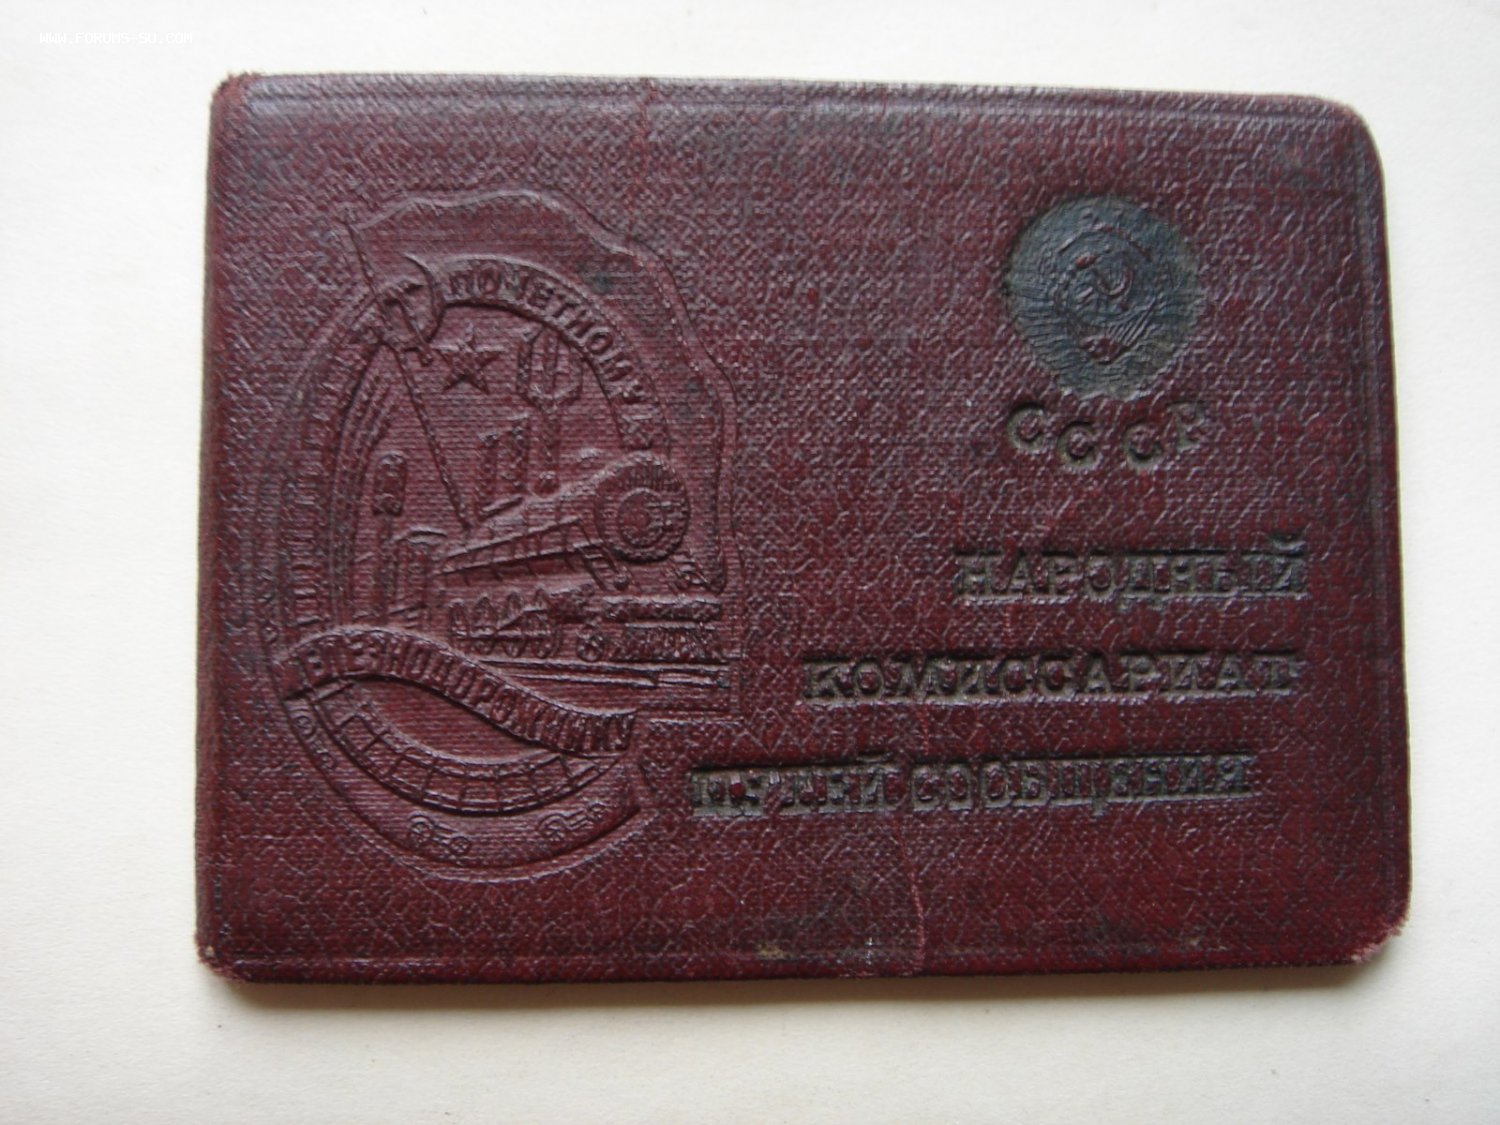 WWW.FORUMS-SU.COM
ПОЧЕТНОМУ
ЖЕЛЕЗНОДОРОЖНИКУ
СССР
НАРОДНЫЙ
КОМИССАРИАТ
ПУТЕЙ СООБЩЕНИЯ